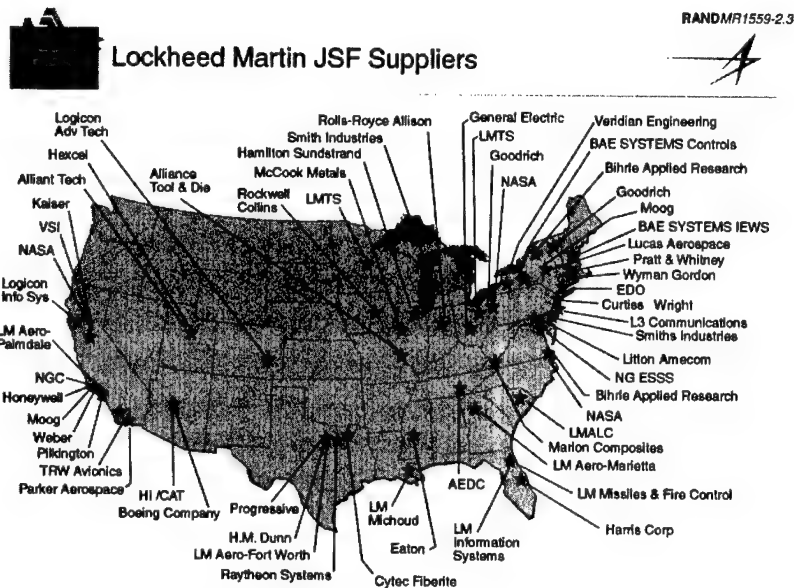 RANDMR1559-2.3
Lockheed Martin JSF Suppliers
Logicon
Adv Tech
Hexcel
Alliant Tech
Kaiser
VSI
NASA
Logicon
Info Sys
LM Aero-
Palmdale
NGC
Honeywell
Moog
Weber
Pilkington
TRW Avionics
Parker Aerospace
Alliance
Tool & Die
Rolls-Royce Allison
Smith Industries
Hamilton Sundstrand
McCook Metals
Rockwell
Collins
LMTS
General Electric
LMTS
Goodrich
NASA
Veridian Engineering
BAE SYSTEMS Controls
Bihrle Applied Research
Goodrich
Moog
BAE SYSTEMS IEWS
Lucas Aerospace
Pratt & Whitney
Wyman Gordon
EDO
Curtiss Wright
L3 Communications
Smiths Industries
Litton Amecom
NG ESSS
Bihrle Applied Research
NASA
LMALC
Marion Composites
LM Aero-Marietta
LM Missiles & Fire Control
Harris Corp
HI /CAT
Boeing Company
Progressive
H.M. Dunn
LM Aero-Fort Worth
Raytheon Systems
Cytec Fiberite
LM
Michoud
Eaton
AEDC
LM
Information
Systems